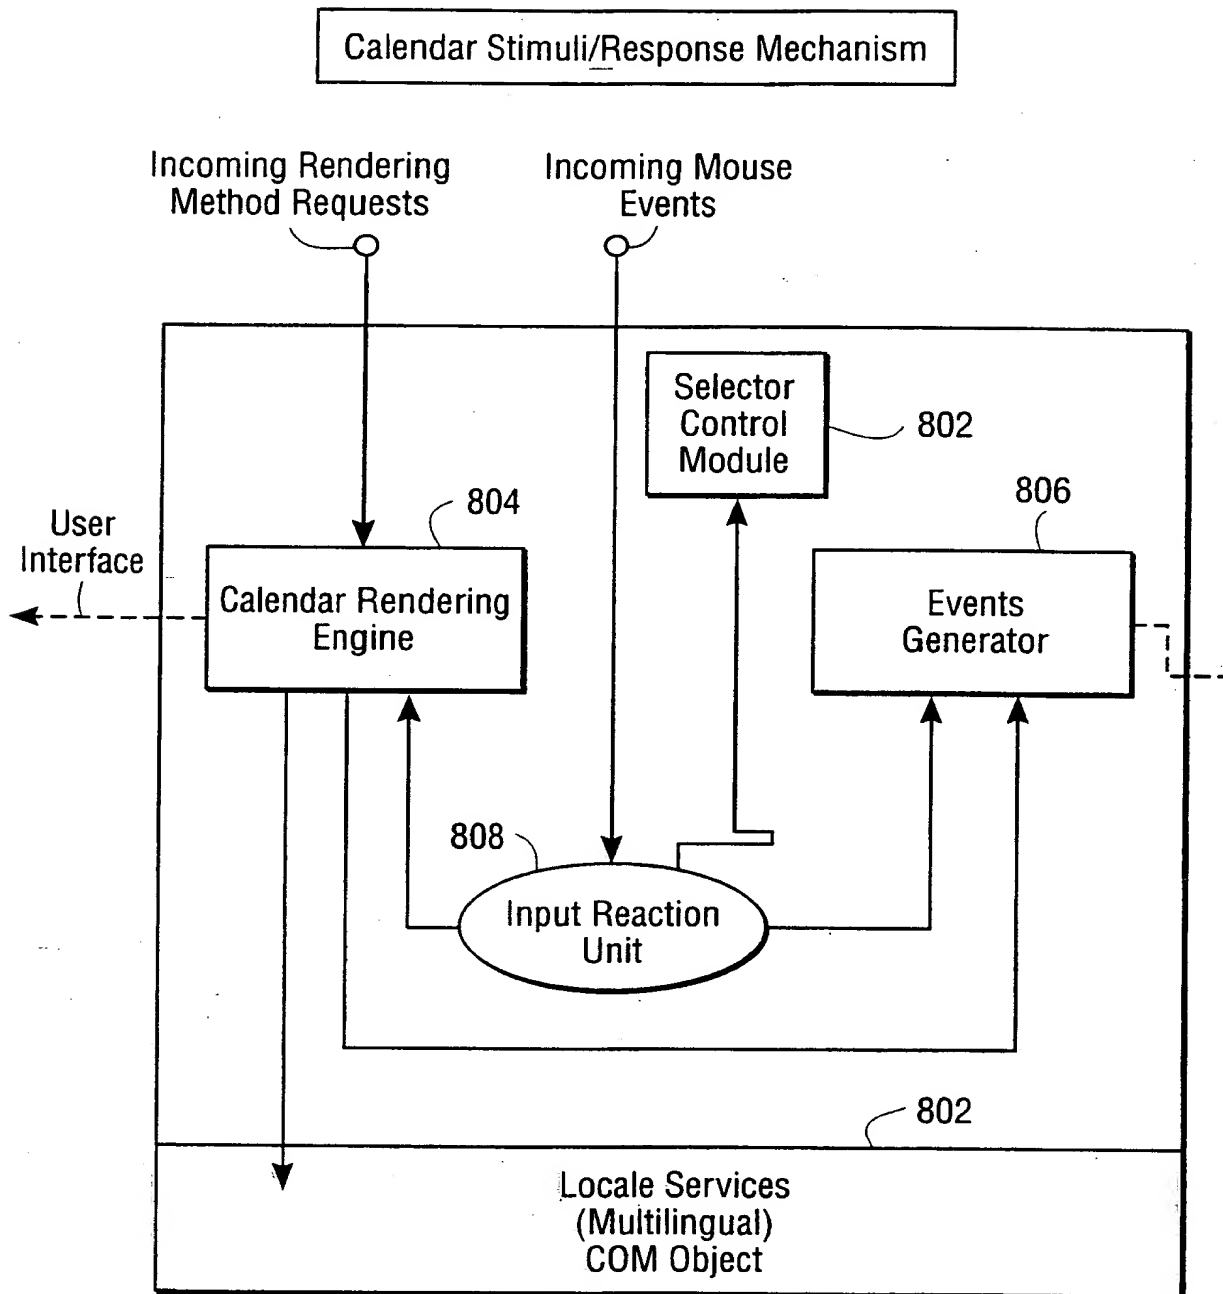 Calendar Stimuli/Response Mechanism
Incoming Rendering
Method Requests
Incoming Mouse
Events
Selector
Control
Module
802
806
804
User
Interface
Calendar Rendering
Engine
Events
Generator
808
Input Reaction
Unit
802
Locale Services
(Multilingual)
COM Object